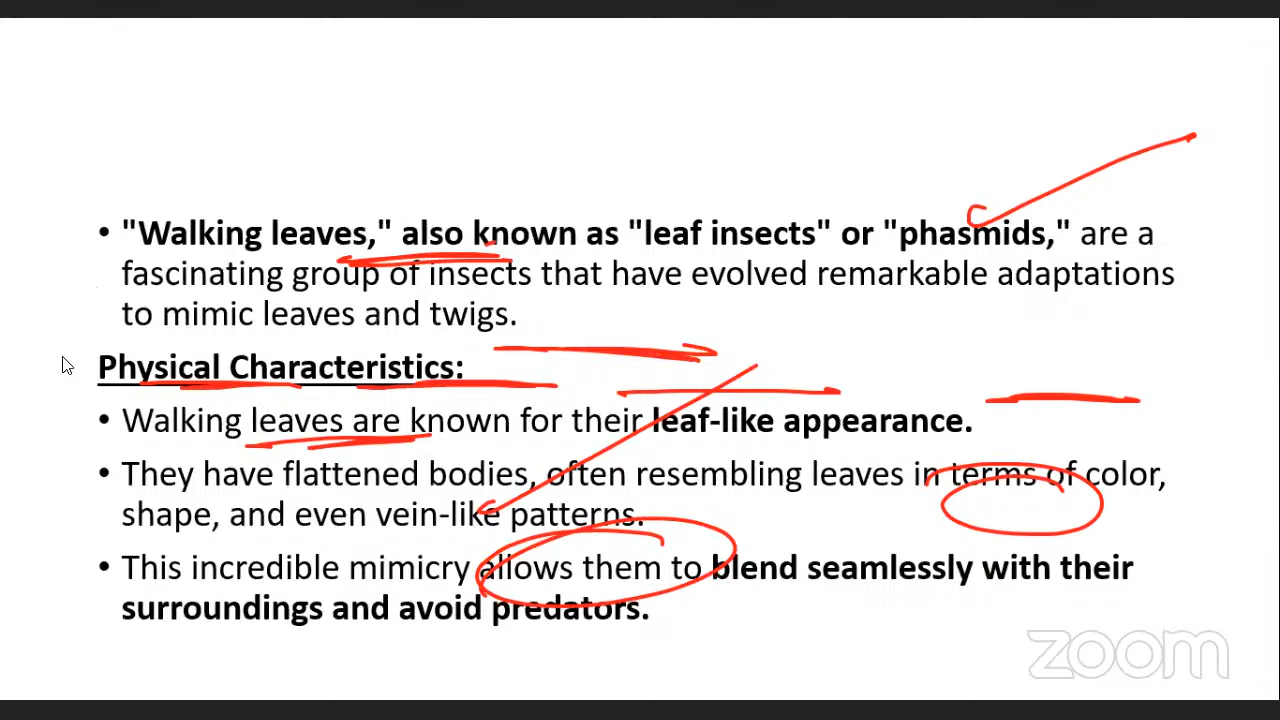 • "Walking leaves," also known as "leaf insects" or "phasmids," are a
fascinating group of insects that have evolved remarkable adaptations
to mimic leaves and twigs.
Physical Characteristics:
• Walking leaves are known for their leaf-like appearance.
• They have flattened bodies, often resembling leaves in terms of color,
shape, and even vein-like patterns.
• This incredible mimicry allows them to blend seamlessly with their
surroundings and avoid predators.
zoom